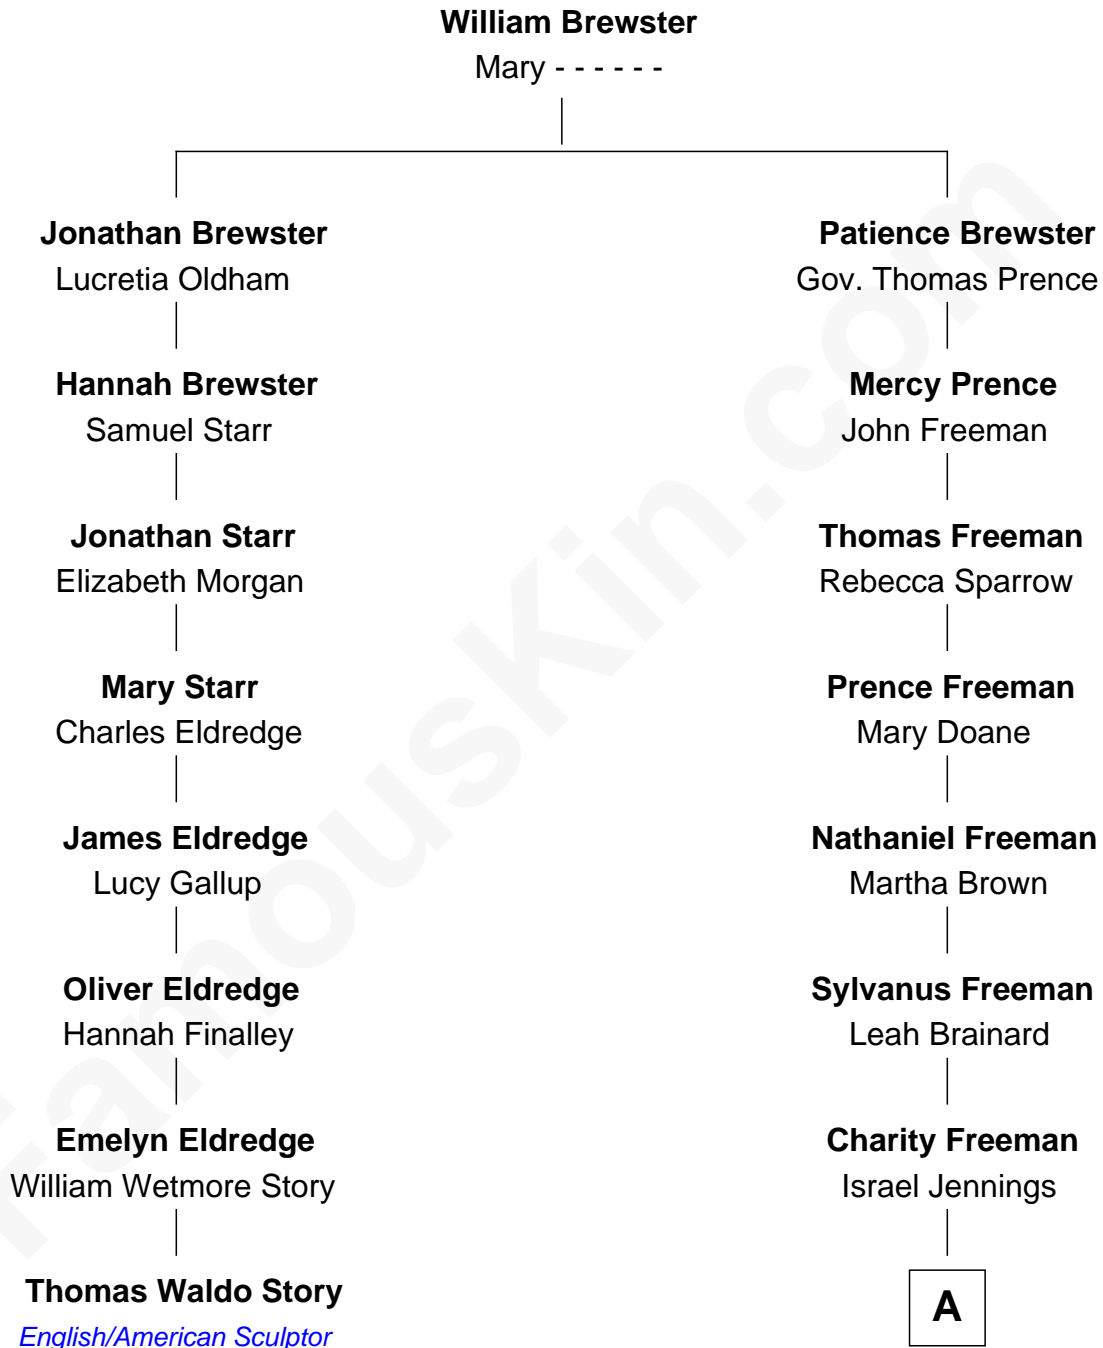 William Brewster
Mary - - - - - -
Jonathan Brewster
Lucretia Oldham
Patience Brewster
Gov. Thomas Prence
Hannah Brewster
Samuel Starr
Mercy Prence
John Freeman
Jonathan Starr
Elizabeth Morgan
Thomas Freeman
Rebecca Sparrow
Mary Starr
Charles Eldredge
Prence Freeman
Mary Doane
James Eldredge
Lucy Gallup
Nathaniel Freeman
Martha Brown
Oliver Eldredge
Hannah Finalley
Sylvanus Freeman
Leah Brainard
Emelyn Eldredge
William Wetmore Story
Charity Freeman
Israel Jennings
Thomas Waldo Story
English/American Sculptor
A
FamousKin.com